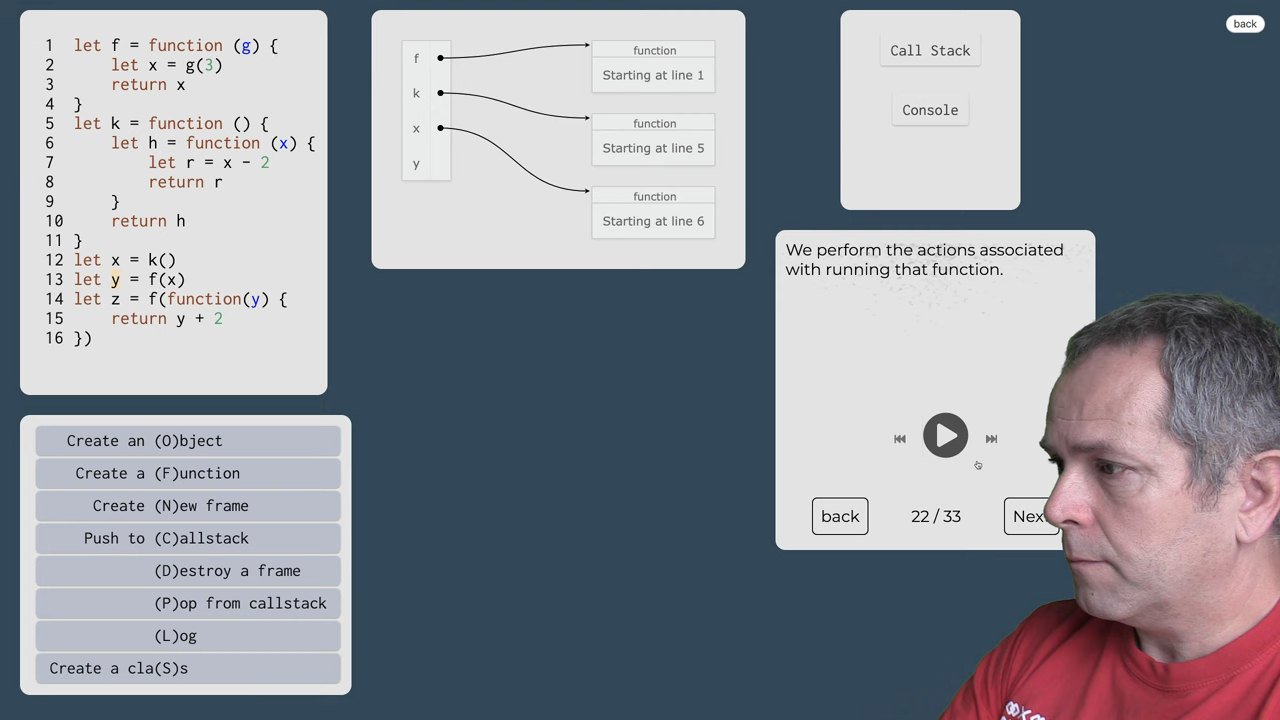 back
1 let f = function (g) {
2 let x = g(3)
3 return x
4 }
5 let k = function () {
6 let h = function (x) {
7 let r = x - 2
8 return r
9 }
10 return h
11 }
12 let x = k()
13 let y = f(x)
14 let z = f(function(y) {
15 return y + 2
16 })
f
k
x
y
function
Starting at line 1
function
Starting at line 5
function
Starting at line 6
Call Stack
Console
We perform the actions associated
with running that function.
back
22 / 33
Create an (O)bject
Create a (F)unction
Create (N)ew frame
Push to (C)allstack
(D)estroy a frame
(P)op from callstack
(L)og
Create a cla(S)s